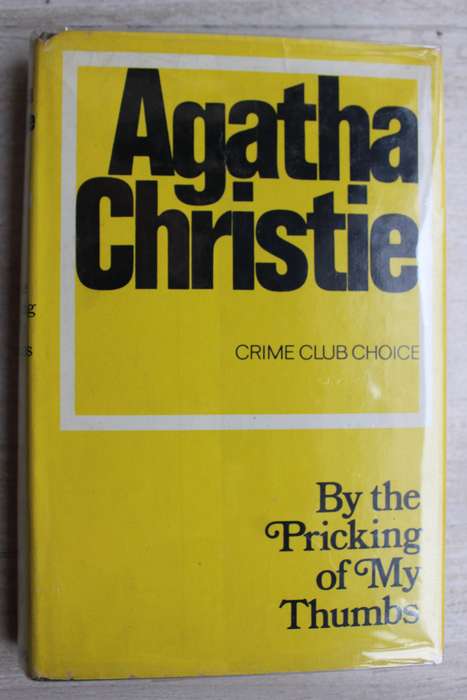 Agatha
Christie
CRIME CLUB CHOICE
By the
Pricking
of My
Thumbs